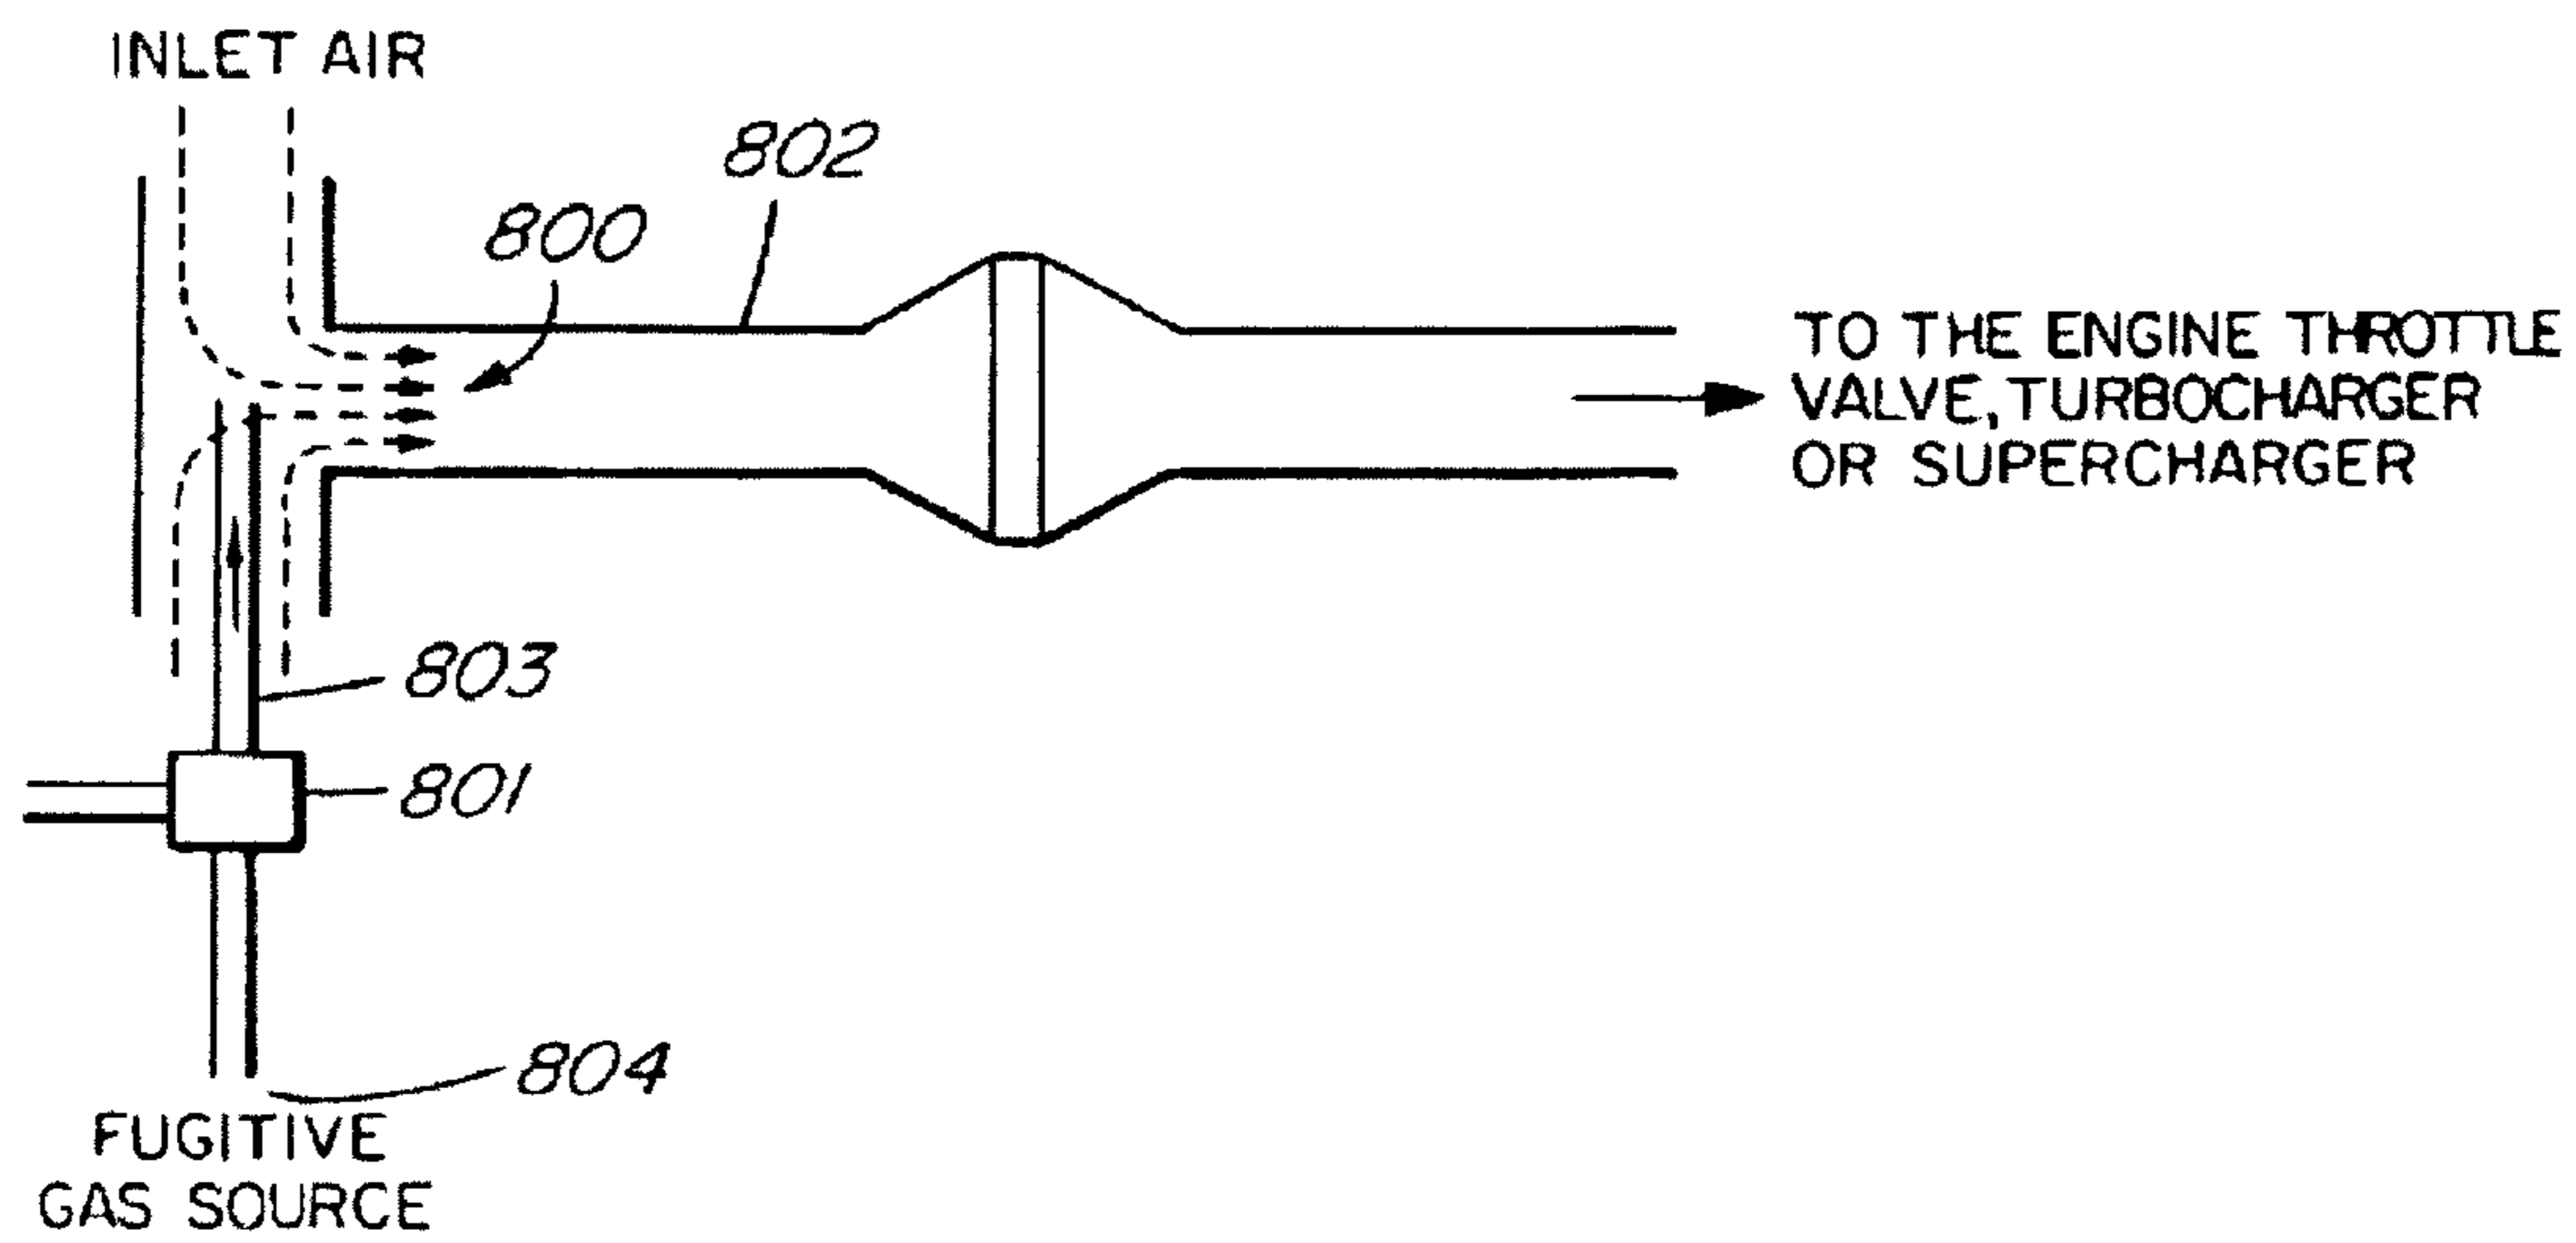 INLET AIR
802
800
TO THE ENGINE THROTTLE
VALVE, TURBOCHARGER
OR SUPERCHARGER
803
801
804
FUGITIVE
GAS SOURCE